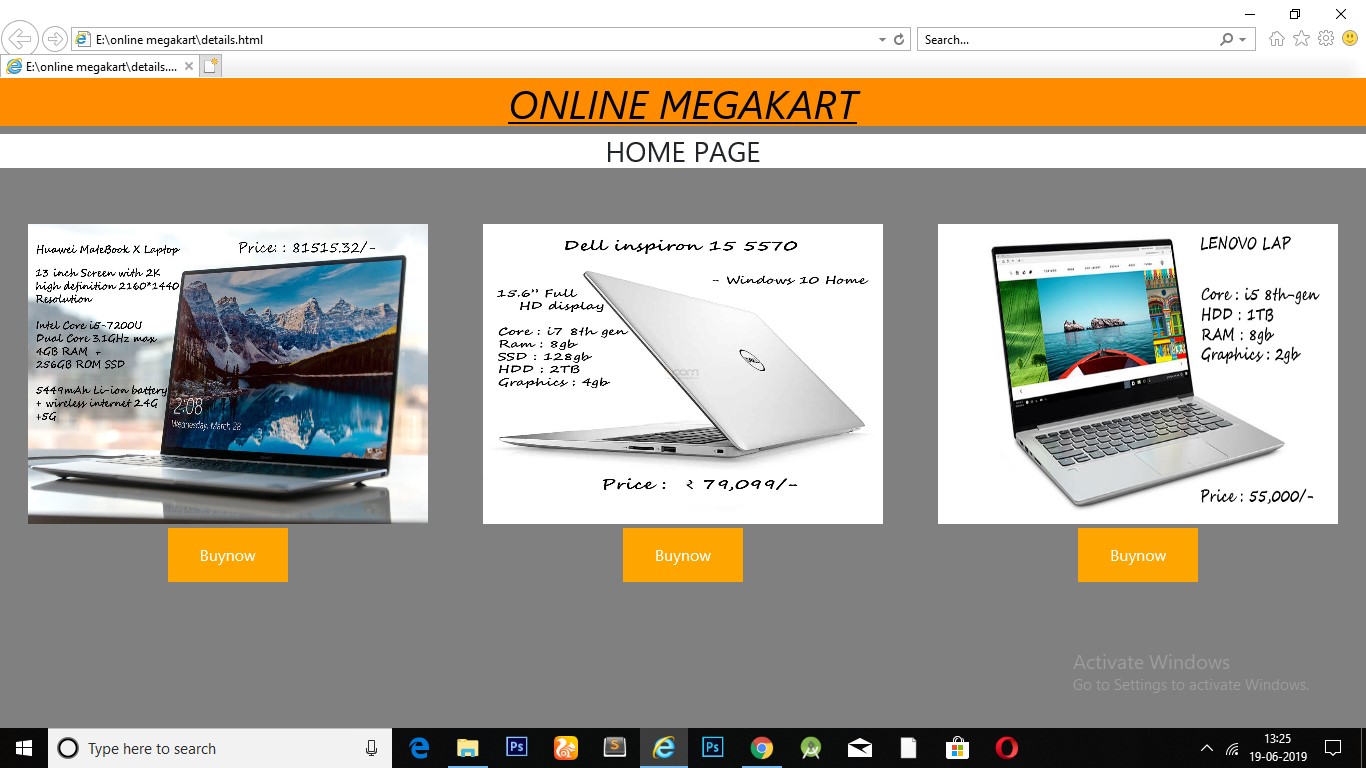 E:\online megakart\details.html
Search...
E:\online megakart\details....
ONLINE MEGAKART
HOME PAGE
Huawei MateBook X Laptop
Price: : 81515.32/-
13 inch Screen with 2K
high definition 2160*1440
Resolution
Intel Core i5-7200U
Dual Core 3.1GHz max
4GB RAM +
256GB ROM SSD
5449mAh Li-ion battery
+ wireless internet 2.4G
+5G
2:08
Wednesday, March 28
Buynow
Dell inspiron 15 5570
- Windows 10 Home
15.6" Full
HD display
Core : i7 8th gen
Ram : 8gb
SSD : 128gb
HDD : 2TB
Graphics : 4gb
DELL
.com
Price : ₹ 79,099/-
Buynow
LENOVO LAP
Core : i5 8th-gen
HDD : 1TB
RAM : 8gb
Graphics : 2gb
Price : 55,000/-
Buynow
Activate Windows
Go to Settings to activate Windows.
Type here to search
Ps
S
Ps
13:25
19-06-2019